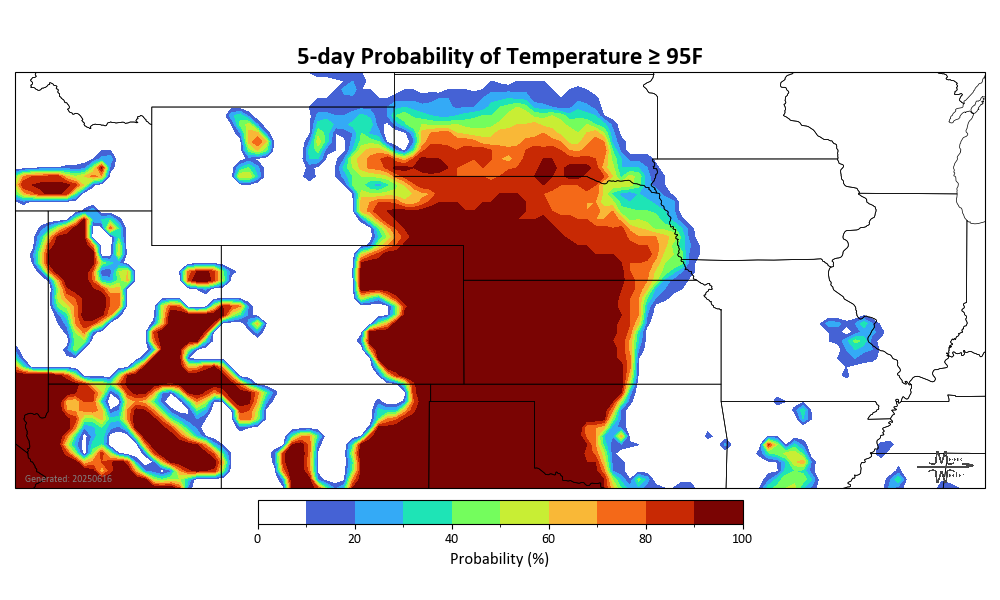 5-day Probability of Temperature ≥ 95F
Generated: 20250616
0 20 40 60 80 100
Probability (%)